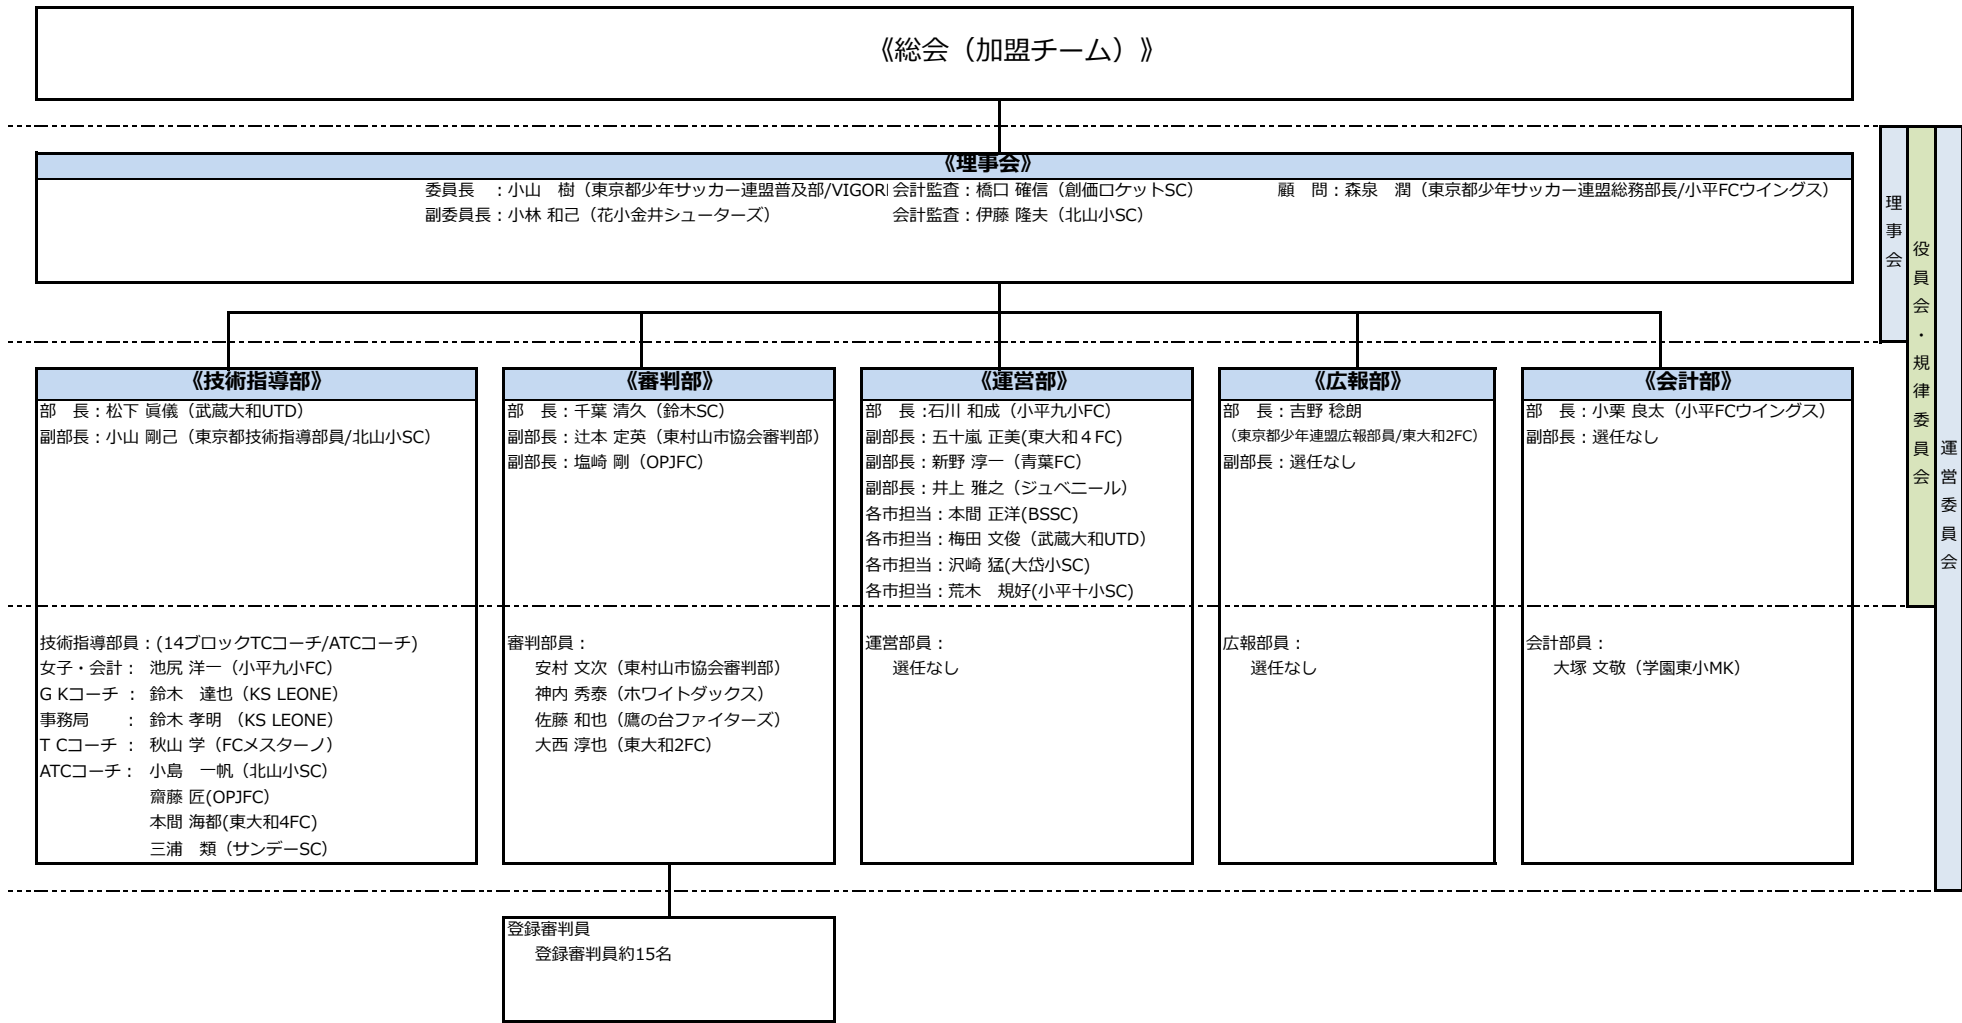 《総会（加盟チーム）》
《理事会》
委員長　：小山　樹（東京都少年サッカー連盟普及部/VIGOR
会計監査：橋口 確信（創価ロケットSC）
顧　問：森泉　潤（東京都少年サッカー連盟総務部長/小平FCウイングス）
副委員長：小林 和己（花小金井シューターズ）
会計監査：伊藤 隆夫（北山小SC）
理事会
役員会・規律委員会
運営委員会
《技術指導部》
部　長：松下 眞儀（武蔵大和UTD）
副部長：小山 剛己（東京都技術指導部員/北山小SC）
技術指導部員：(14ブロックTCコーチ/ATCコーチ)
女子・会計：　池尻 洋一（小平九小FC）
G Kコーチ ：　鈴木　達也（KS LEONE）
事務局　　：　鈴木 孝明 （KS LEONE）
T Cコーチ ：　秋山 学（FCメスターノ）
ATCコーチ：　小島　一帆（北山小SC）
齋藤 匠(OPJFC）
本間 海都(東大和4FC)
三浦　類（サンデーSC）
《審判部》
部　長：千葉 清久（鈴木SC）
副部長：辻本 定英（東村山市協会審判部）
副部長：塩崎 剛（OPJFC）
審判部員：
安村 文次（東村山市協会審判部）
神内 秀泰（ホワイトダックス）
佐藤 和也（鷹の台ファイターズ）
大西 淳也（東大和2FC）
《運営部》
部　長 :石川 和成（小平九小FC）
副部長：五十嵐 正美(東大和４FC)
副部長：新野 淳一（青葉FC）
副部長：井上 雅之（ジュベニール）
各市担当：本間 正洋(BSSC)
各市担当：梅田 文俊（武蔵大和UTD）
各市担当：沢崎 猛(大岱小SC)
各市担当：荒木　規好(小平十小SC)
運営部員：
選任なし
《広報部》
部　長：吉野 稔朗
（東京都少年連盟広報部員/東大和2FC）
副部長：選任なし
広報部員：
選任なし
《会計部》
部　長：小栗 良太（小平FCウイングス）
副部長：選任なし
会計部員：
大塚 文敬（学園東小MK）
登録審判員
登録審判員約15名